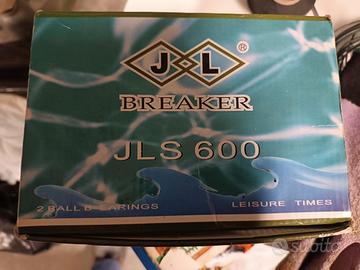 J L ®
BREAKER
JLS 600
2 BALL BEARINGS LEISURE TIMES
subito